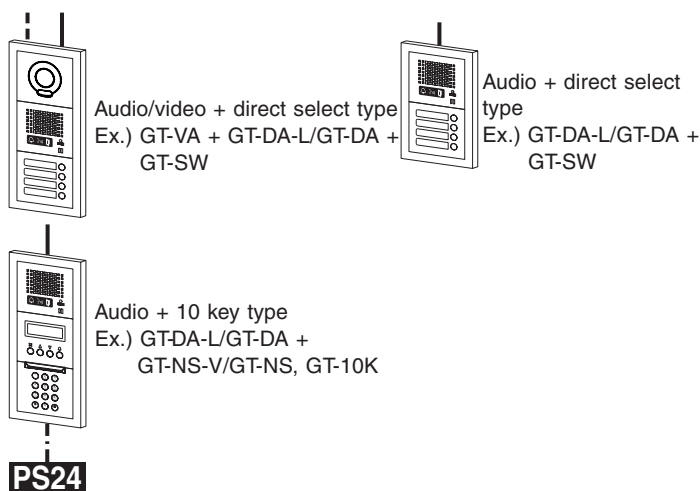 Audio/video + direct select type
Ex.) GT-VA + GT-DA-L/GT-DA +
GT-SW
Audio + direct select
type
Ex.) GT-DA-L/GT-DA +
GT-SW
Audio + 10 key type
Ex.) GT-DA-L/GT-DA +
GT-NS-V/GT-NS, GT-10K
PS24